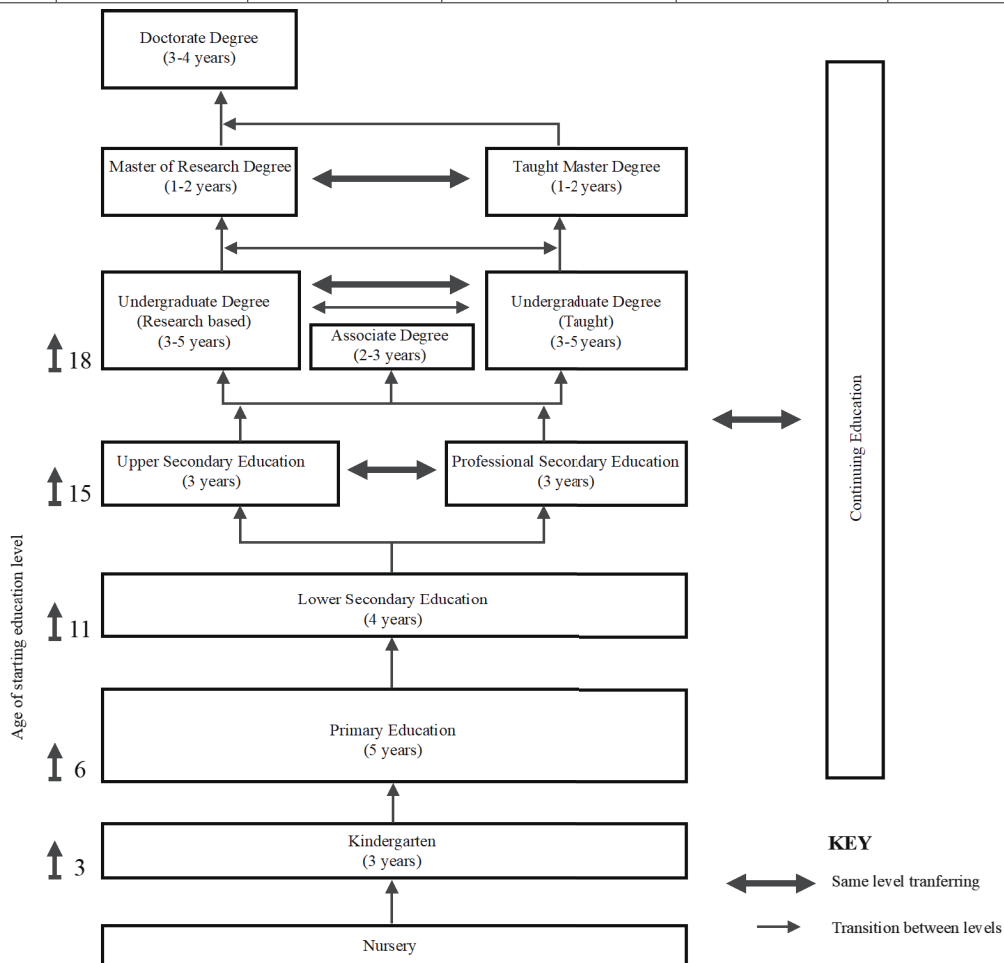 Doctorate Degree
(3-4 years)
Master of Research Degree
(1-2 years)
Taught Master Degree
(1-2 years)
Undergraduate Degree
(Research based)
(3-5 years)
Associate Degree
(2-3 years)
Undergraduate Degree
(Taught)
(3-5 years)
18
Upper Secondary Education
(3 years)
Professional Secondary Education
(3 years)
15
Lower Secondary Education
(4 years)
11
Primary Education
(5 years)
6
Kindergarten
(3 years)
3
Nursery
Age of starting education level
Continuing Education
KEY
Same level tranferring
Transition between levels